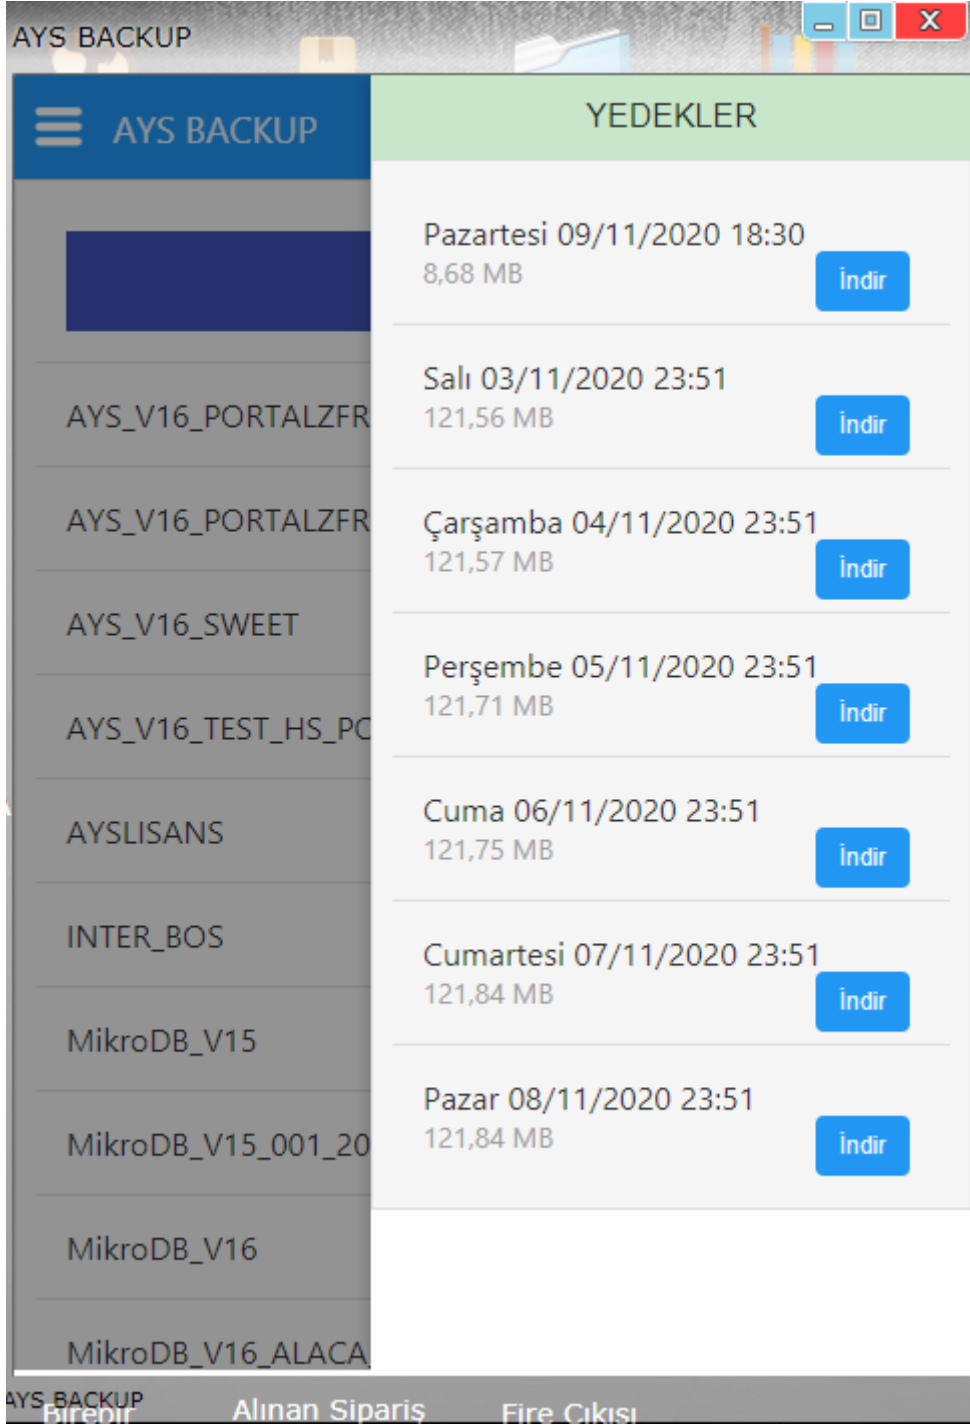 AYS BACKUP
AYS BACKUP
YEDEKLER
Pazartesi 09/11/2020 18:30
8,68 MB
İndir
Salı 03/11/2020 23:51
121,56 MB
İndir
Çarşamba 04/11/2020 23:51
121,57 MB
İndir
Perşembe 05/11/2020 23:51
121,71 MB
İndir
Cuma 06/11/2020 23:51
121,75 MB
İndir
Cumartesi 07/11/2020 23:51
121,84 MB
İndir
Pazar 08/11/2020 23:51
121,84 MB
İndir
AYS_V16_PORTALZFR
AYS_V16_PORTALZFR
AYS_V16_SWEET
AYS_V16_TEST_HS_PO
AYSLISANS
INTER_BOS
MikroDB_V15
MikroDB_V15_001_20
MikroDB_V16
MikroDB_V16_ALACA_
AYS BACKUP
Birebir Alınan Sipariş Fire Çıkışı